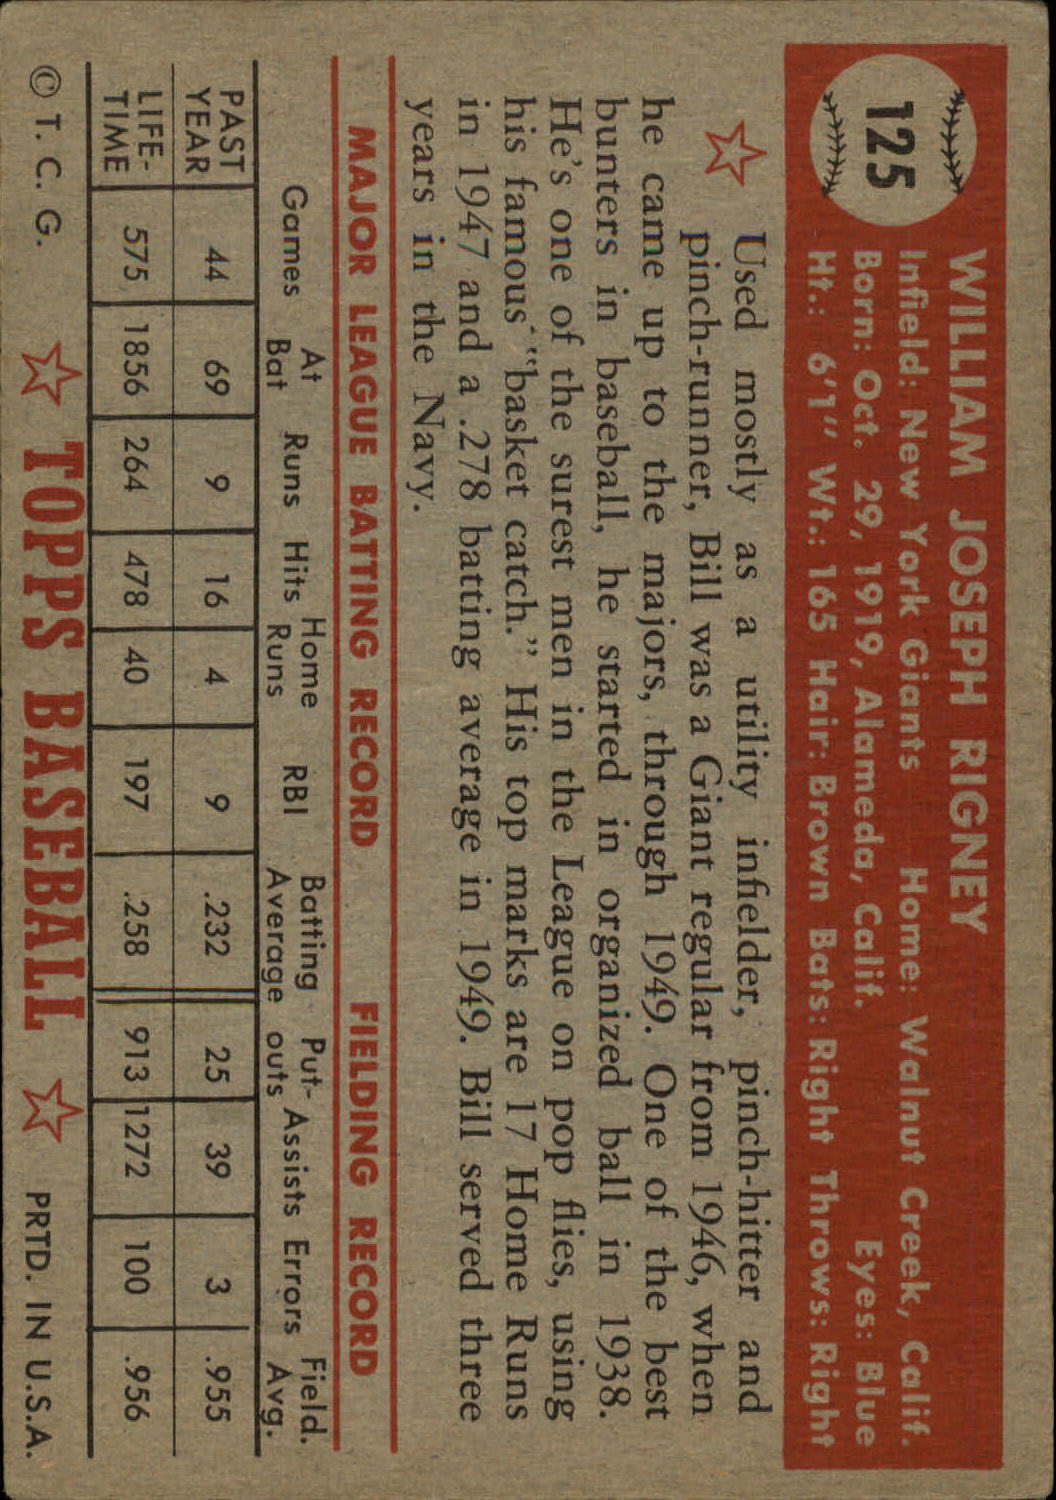 125
WILLIAM JOSEPH RIGNEY
Infield: New York Giants Home: Walnut Creek, Calif.
Born: Oct. 29, 1919, Alameda, Calif. Eyes: Blue
Ht.: 6'1" Wt.: 165 Hair: Brown Bats: Right Throws: Right
Used mostly as a utility infielder, pinch-hitter and
pinch-runner, Bill was a Giant regular from 1946, when
he came up to the majors, through 1949. One of the best
bunters in baseball, he started in organized ball in 1938.
He's one of the surest men in the League on pop flies, using
his famous "basket catch." His top marks are 17 Home Runs
in 1947 and a .278 batting average in 1949. Bill served three
years in the Navy.
MAJOR LEAGUE BATTING RECORD FIELDING RECORD
Games At Bat Runs Hits Home Runs RBI Batting Average Put-outs Assists Errors Field. Avg.
PAST YEAR 44 69 9 16 4 9 .232 25 39 3 .955
LIFE-TIME 575 1856 264 478 40 197 .258 913 1272 100 .956
© T. C. G. TOPPS BASEBALL PRTD. IN U.S.A.